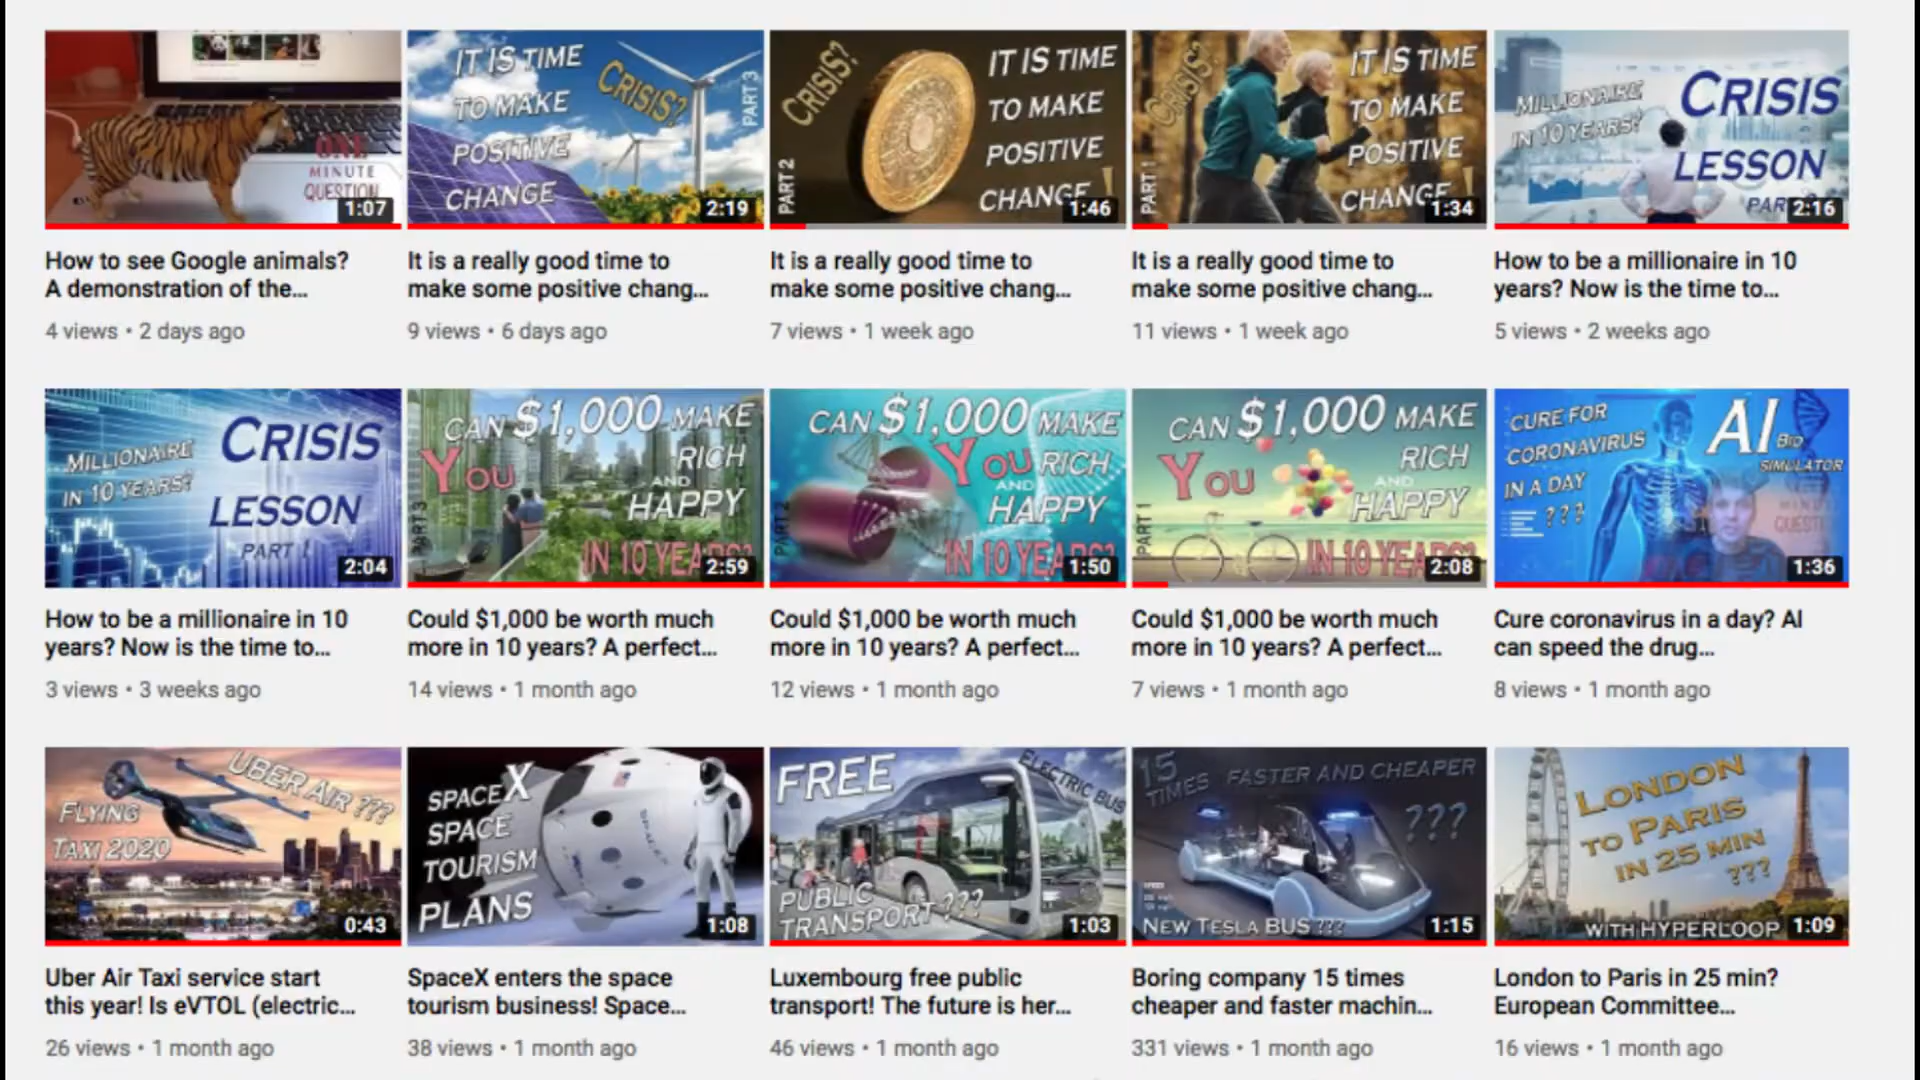 ONE
MINUTE
QUESTION
1:07
IT IS TIME
TO MAKE
POSITIVE
CHANGE
CRISIS?
PART 3
2:19
CRISIS?
IT IS TIME
TO MAKE
POSITIVE
CHANGE !
PART 2
1:46
CRISIS?
IT IS TIME
TO MAKE
POSITIVE
CHANGE !
PART 1
1:34
MILLIONAIRE
IN 10 YEARS?
CRISIS
LESSON
2:16
How to see Google animals?
A demonstration of the...
4 views • 2 days ago
It is a really good time to
make some positive chang...
9 views • 6 days ago
It is a really good time to
make some positive chang...
7 views • 1 week ago
It is a really good time to
make some positive chang...
11 views • 1 week ago
How to be a millionaire in 10
years? Now is the time to...
5 views • 2 weeks ago
MILLIONAIRE
IN 10 YEARS?
CRISIS
LESSON
PART 1
2:04
CAN $1,000 MAKE
YOU RICH
AND
HAPPY
IN 10 YEARS?
PART 3
2:59
CAN $1,000 MAKE
YOU RICH
AND
HAPPY
IN 10 YEARS?
PART 2
1:50
CAN $1,000 MAKE
YOU RICH
AND
HAPPY
IN 10 YEARS?
PART 1
2:08
CURE FOR
CORONAVIRUS
IN A DAY
???
AI BIO
SIMULATOR
1:36
How to be a millionaire in 10
years? Now is the time to...
3 views • 3 weeks ago
Could $1,000 be worth much
more in 10 years? A perfect...
14 views • 1 month ago
Could $1,000 be worth much
more in 10 years? A perfect...
12 views • 1 month ago
Could $1,000 be worth much
more in 10 years? A perfect...
7 views • 1 month ago
Cure coronavirus in a day? AI
can speed the drug...
8 views • 1 month ago
UBER AIR ???
FLYING
TAXI 2020
0:43
SPACEX
SPACE
TOURISM
PLANS
SPACEX
1:08
FREE
ELECTRIC BUS
PUBLIC
TRANSPORT ???
1:03
15
TIMES FASTER AND CHEAPER
???
NEW TESLA BUS ???
1:15
LONDON
TO PARIS
IN 25 MIN
???
WITH HYPERLOOP
1:09
Uber Air Taxi service start
this year! Is eVTOL (electric...
26 views • 1 month ago
SpaceX enters the space
tourism business! Space...
38 views • 1 month ago
Luxembourg free public
transport! The future is her...
46 views • 1 month ago
Boring company 15 times
cheaper and faster machin...
331 views • 1 month ago
London to Paris in 25 min?
European Committee...
16 views • 1 month ago